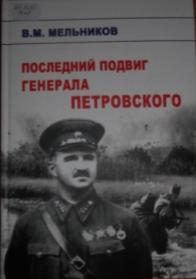 В.М. МЕЛЬНИКОВ
ПОСЛЕДНИЙ ПОДВИГ
ГЕНЕРАЛА
ПЕТРОВСКОГО